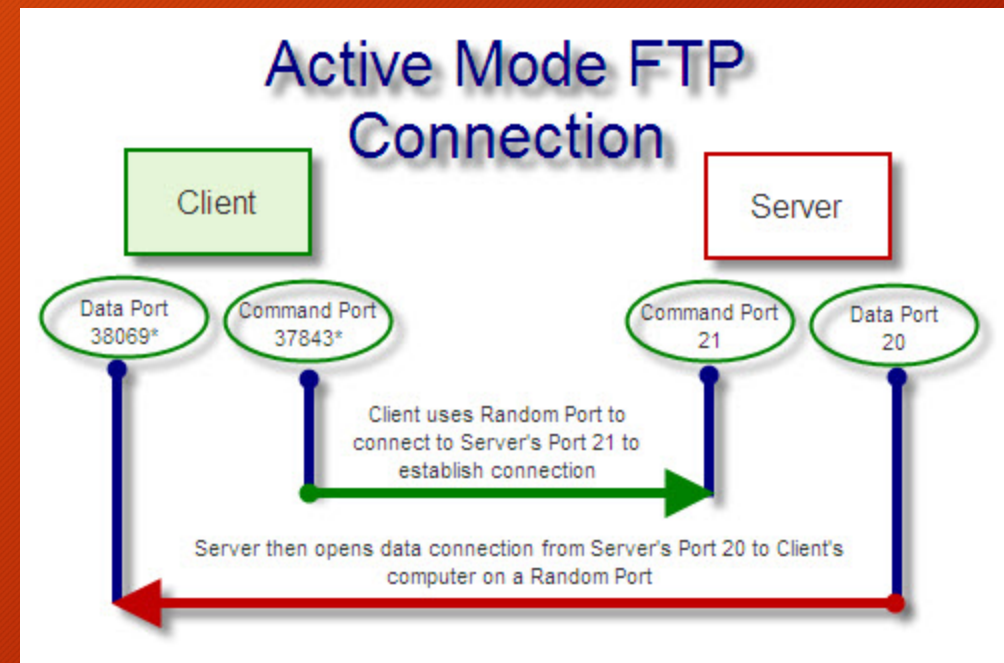 Active Mode FTP
Connection
Client
Server
Data Port
38069*
Command Port
37843*
Command Port
21
Data Port
20
Client uses Random Port to
connect to Server's Port 21 to
establish connection
Server then opens data connection from Server's Port 20 to Client's
computer on a Random Port